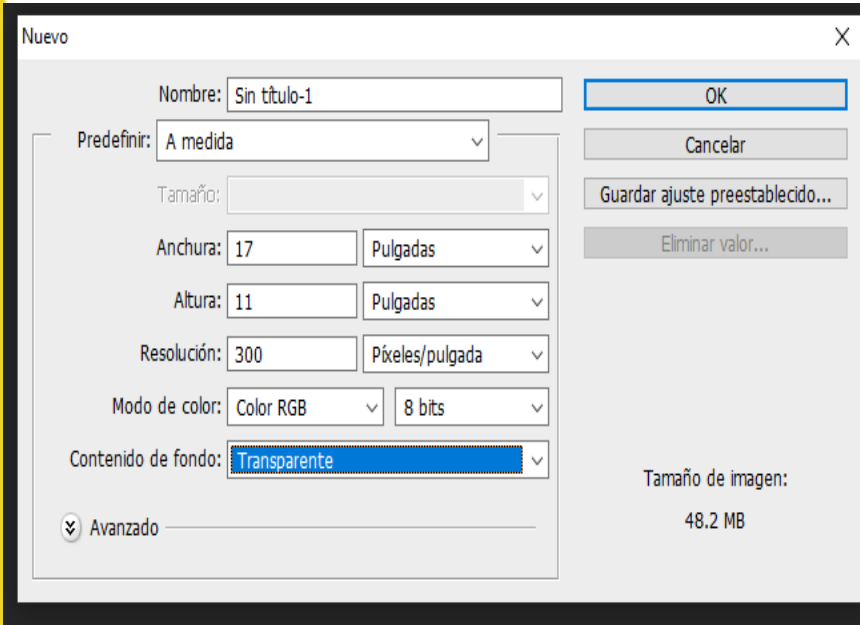 Nuevo
Nombre: Sin título-1
OK
Predefinir: A medida
Cancelar
Tamaño:
Guardar ajuste preestablecido...
Anchura: 17 Pulgadas
Eliminar valor...
Altura: 11 Pulgadas
Resolución: 300 Píxeles/pulgada
Modo de color: Color RGB 8 bits
Contenido de fondo: Transparente
Tamaño de imagen:
48.2 MB
Avanzado